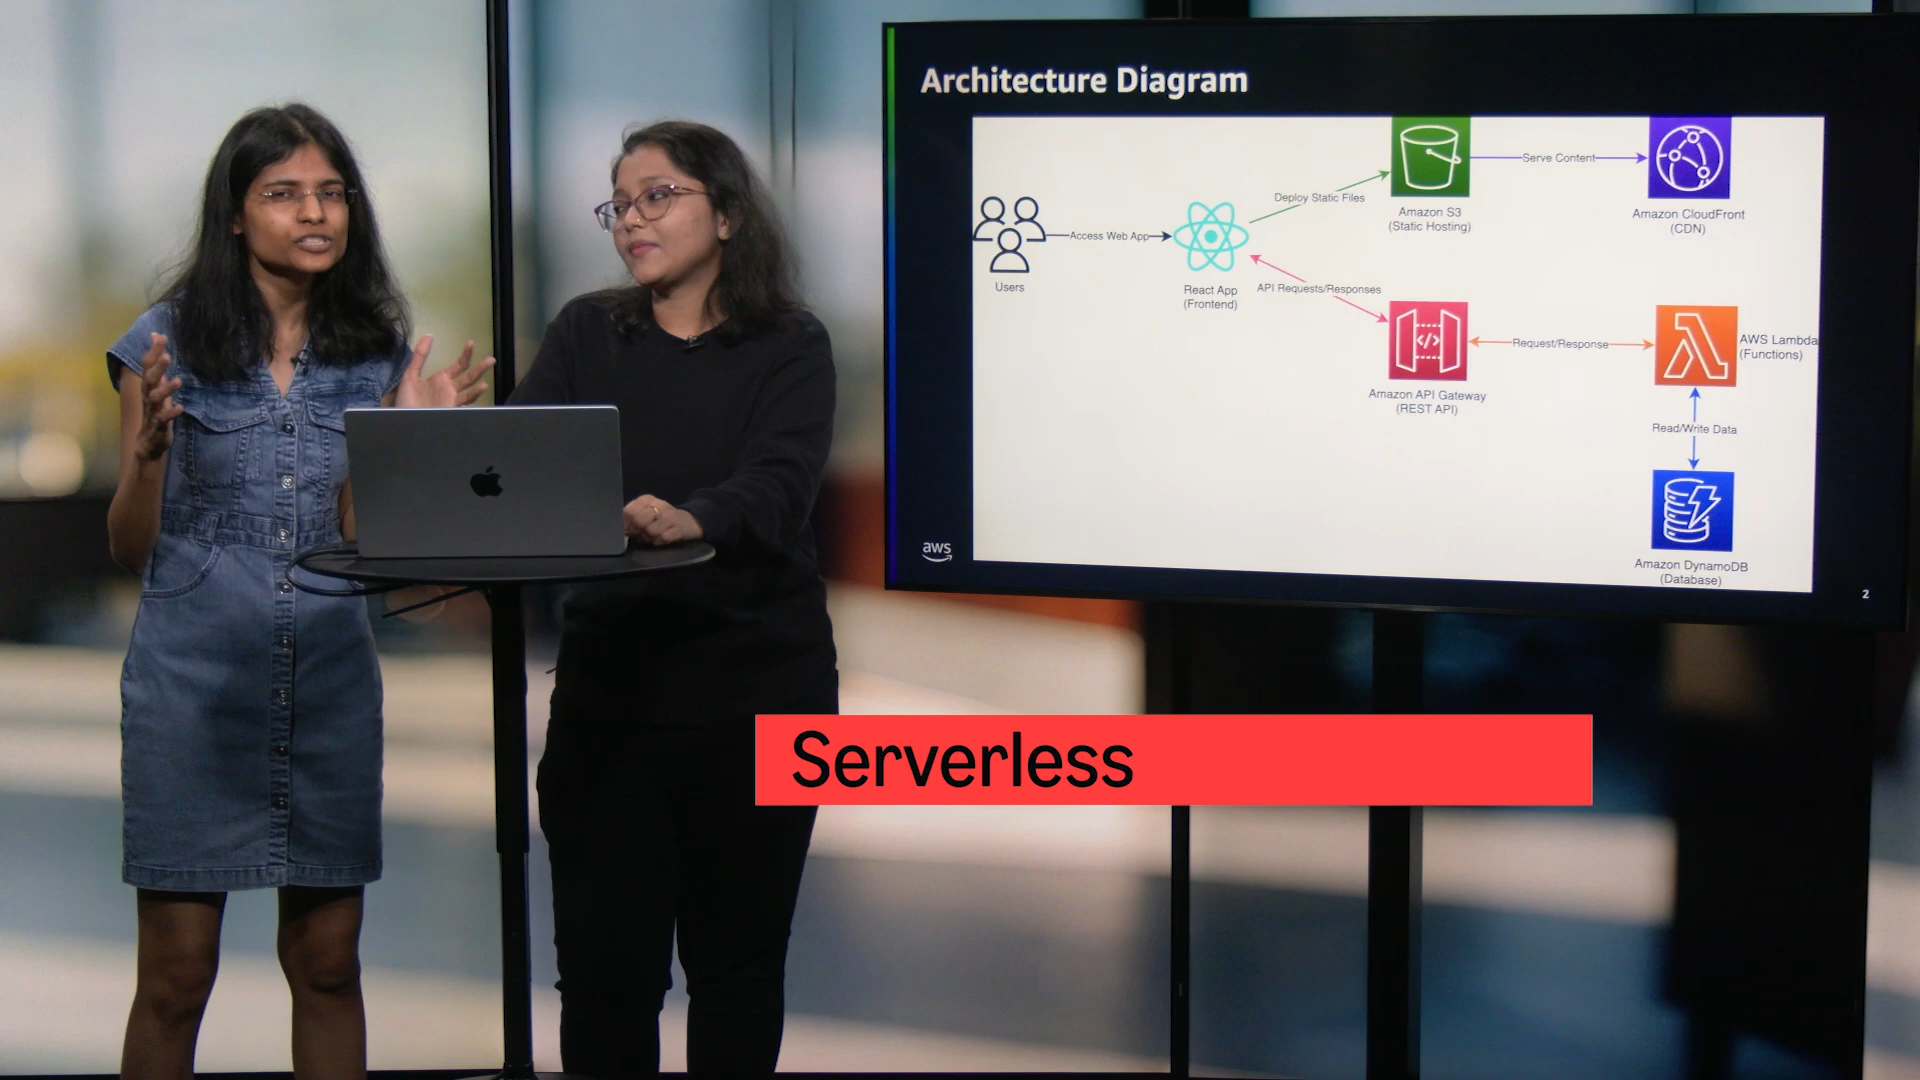 Architecture Diagram
Serve Content
Deploy Static Files
Amazon S3
(Static Hosting)
Amazon CloudFront
(CDN)
Access Web App
Users
React App
(Frontend)
API Requests/Responses
Request/Response
AWS Lambda
(Functions)
Amazon API Gateway
(REST API)
Read/Write Data
Amazon DynamoDB
(Database)
aws
2
Serverless